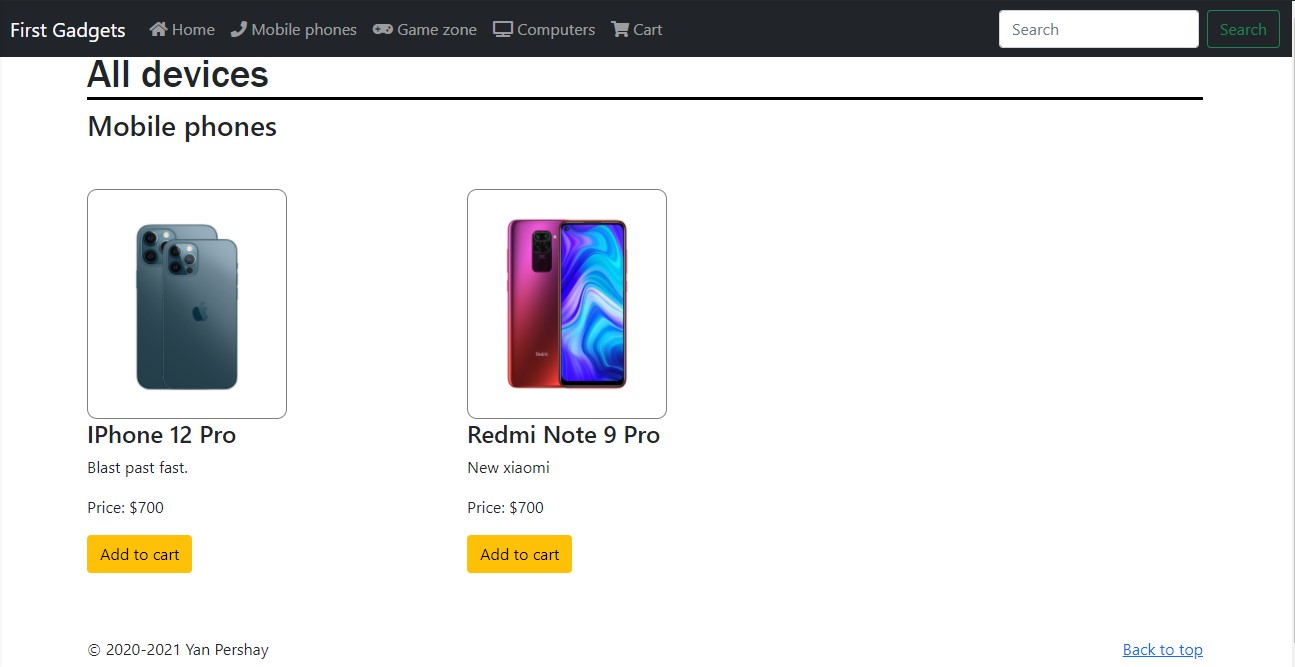 First Gadgets Home Mobile phones Game zone Computers Cart Search Search
All devices
Mobile phones
Redmi
IPhone 12 Pro Redmi Note 9 Pro
Blast past fast. New xiaomi
Price: $700 Price: $700
Add to cart Add to cart
© 2020-2021 Yan Pershay Back to top